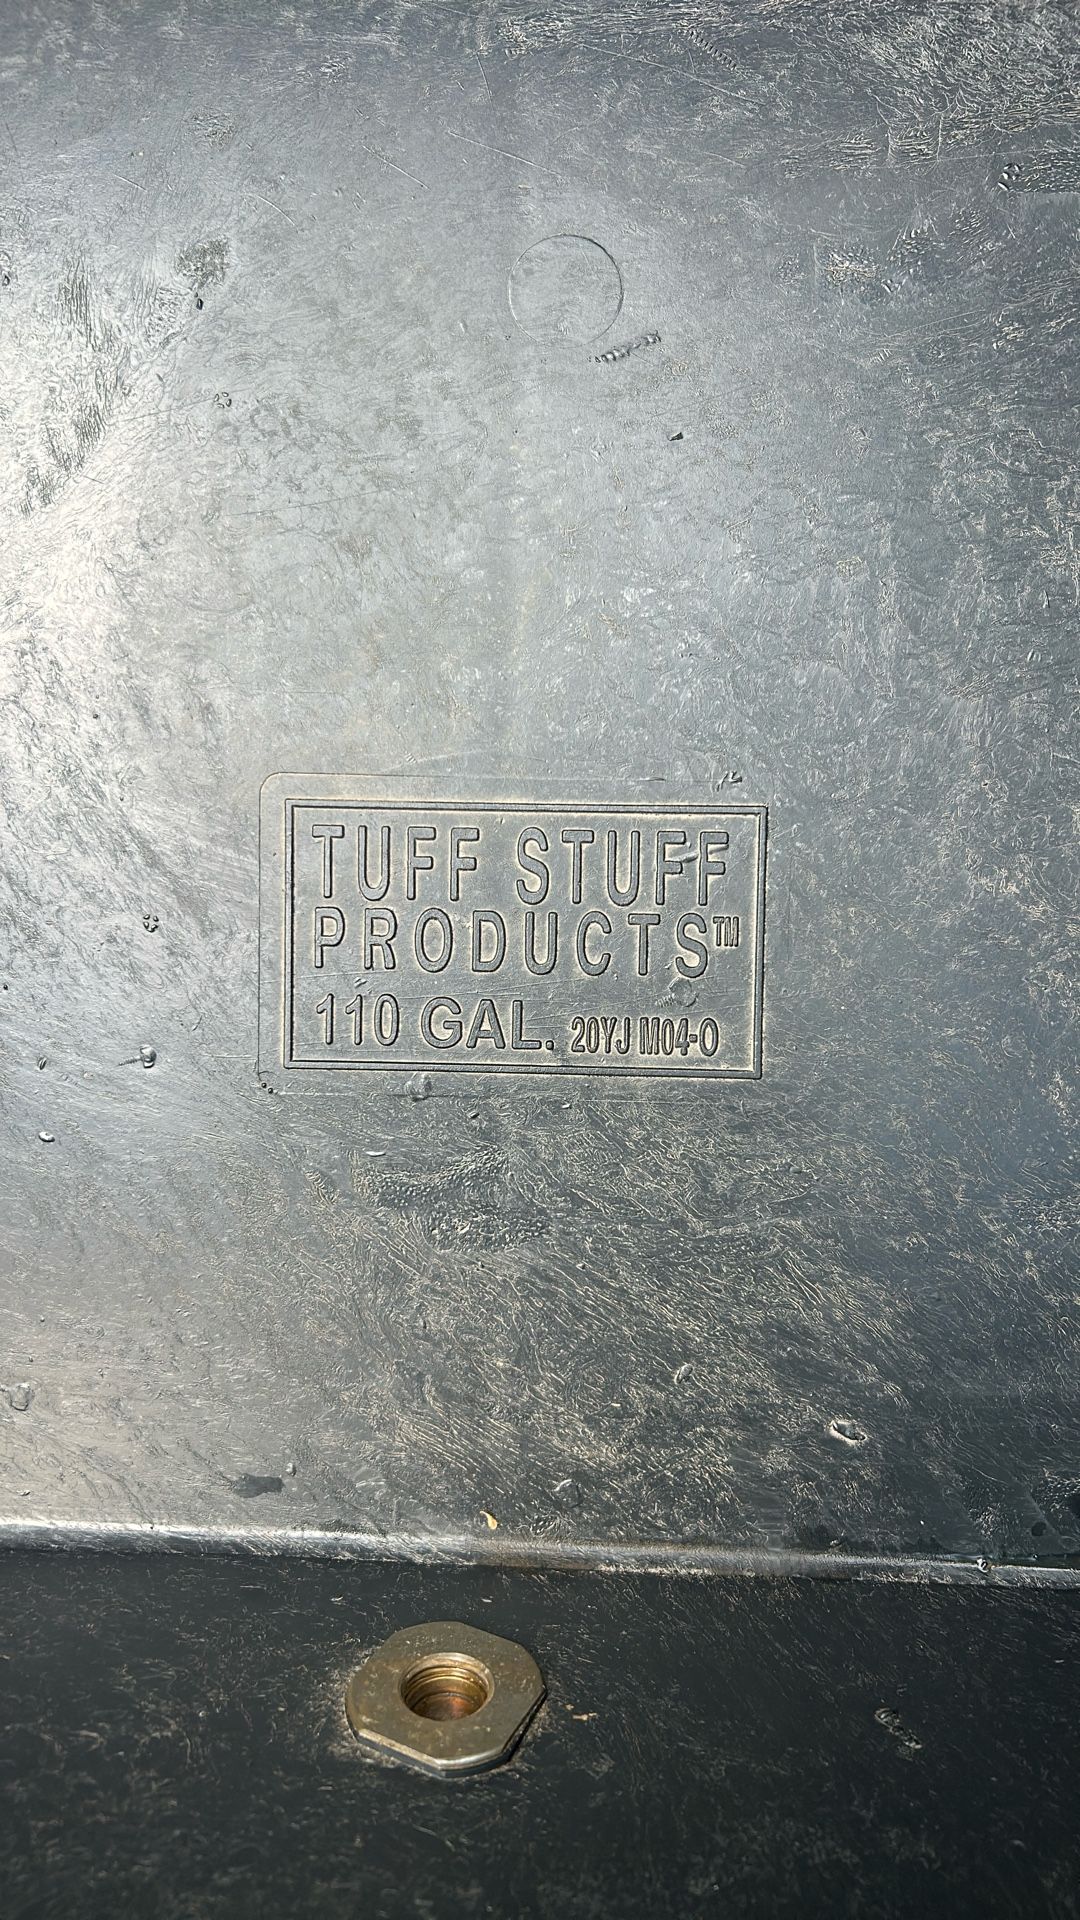 TUFF STUFF
PRODUCTS™
110 GAL. 20YJ M04-0